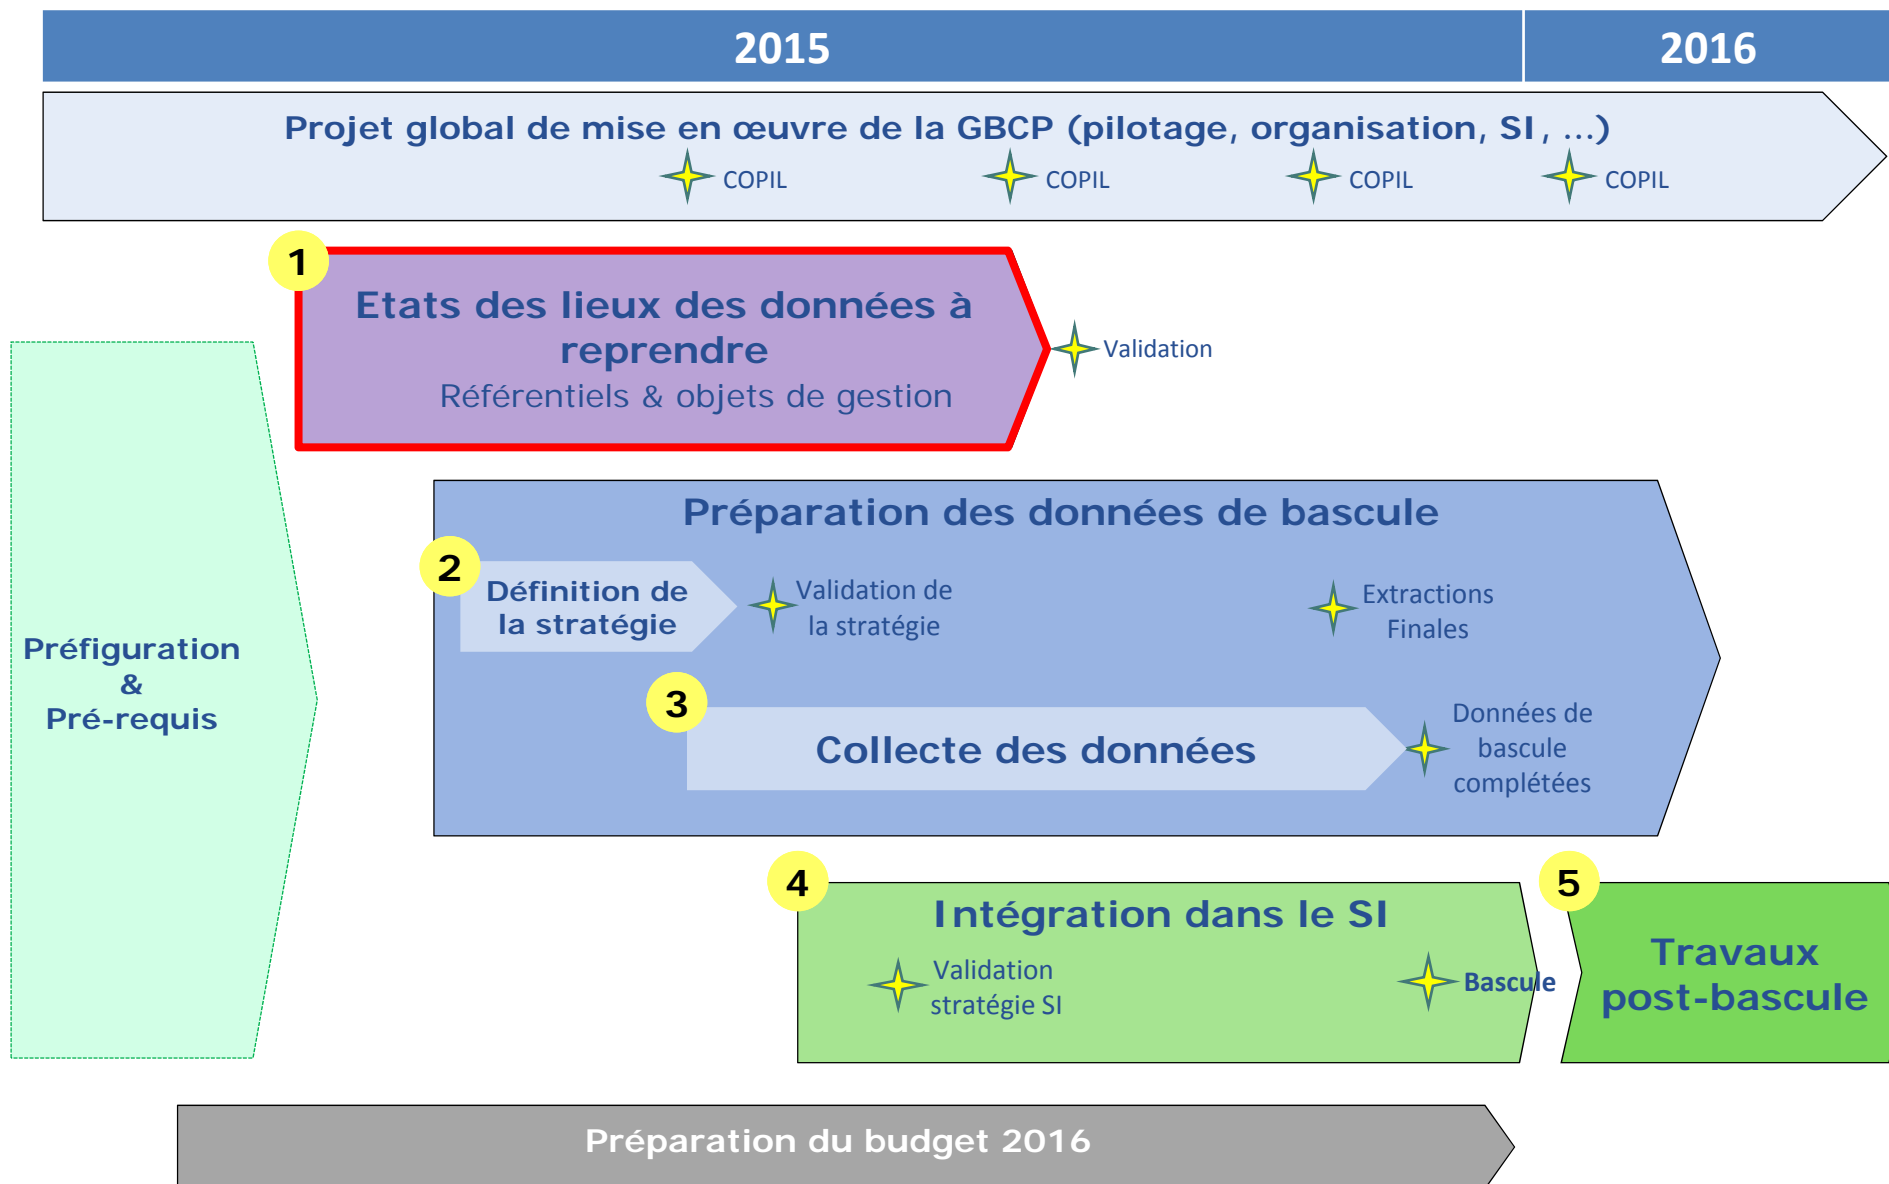 2015
2016
Projet global de mise en œuvre de la GBCP (pilotage, organisation, SI, ...)
COPIL
COPIL
COPIL
COPIL
1
Etats des lieux des données à
reprendre
Référentiels & objets de gestion
Validation
Préfiguration
&
Pré-requis
Préparation des données de bascule
2
Définition de
la stratégie
Validation de
la stratégie
Extractions
Finales
3
Collecte des données
Données de
bascule
complétées
4
Intégration dans le SI
Validation
stratégie SI
Bascule
5
Travaux
post-bascule
Préparation du budget 2016